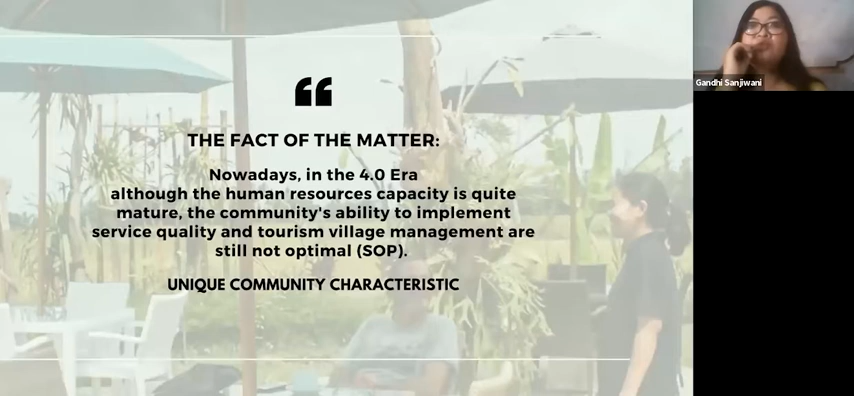 THE FACT OF THE MATTER:
Nowadays, in the 4.0 Era
although the human resources capacity is quite
mature, the community's ability to implement
service quality and tourism village management are
still not optimal (SOP).
UNIQUE COMMUNITY CHARACTERISTIC
Gandhi Sanjiwani